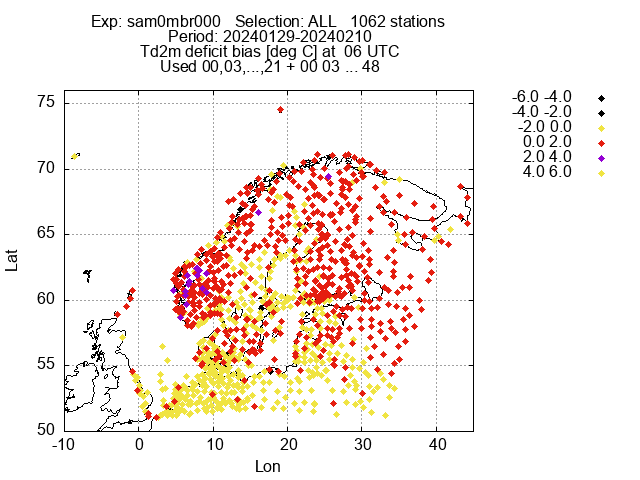 Exp: sam0mbr000   Selection: ALL   1062 stations
Period: 20240129-20240210
Td2m deficit bias [deg C] at  06 UTC
Used 00,03,...,21 + 00 03 ... 48
-6.0 -4.0
-4.0 -2.0
-2.0 0.0
0.0 2.0
2.0 4.0
4.0 6.0
75
70
65
60
55
50
Lat
-10 0 10 20 30 40
Lon